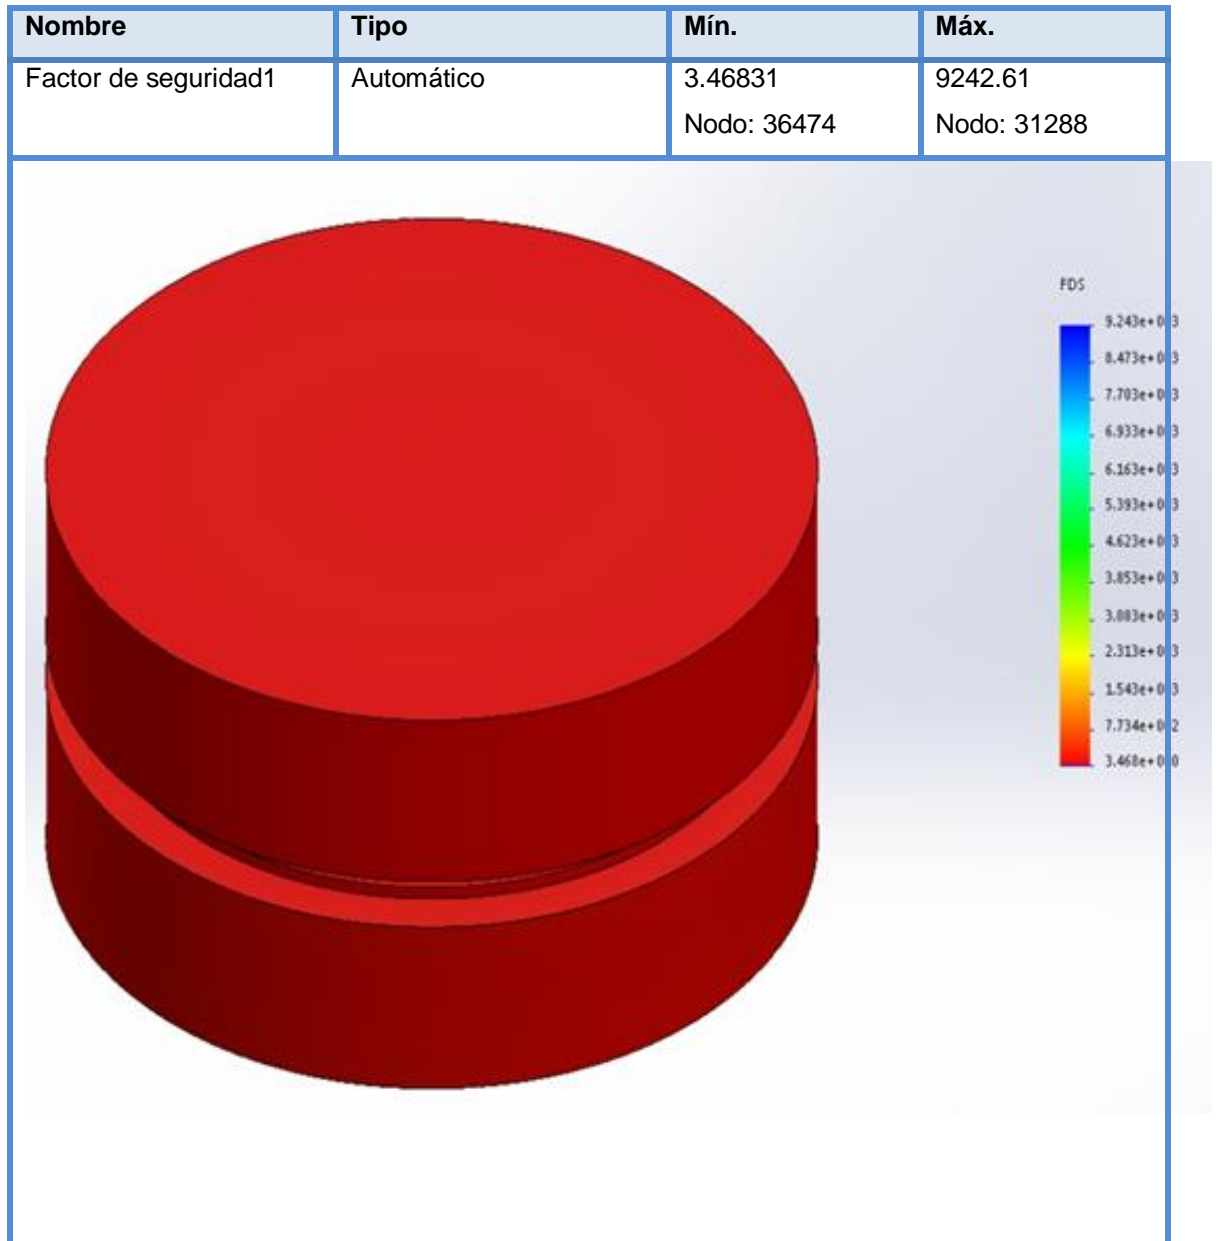 Nombre Tipo Mín. Máx.
Factor de seguridad1 Automático 3.46831 9242.61
Nodo: 36474 Nodo: 31288
FDS
9.243e+003
8.473e+003
7.703e+003
6.933e+003
6.163e+003
5.393e+003
4.623e+003
3.853e+003
3.083e+003
2.313e+003
1.543e+003
7.734e+002
3.468e+000